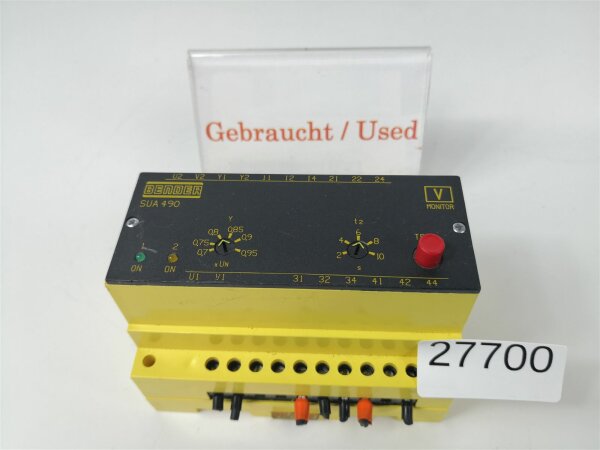 Gebraucht / Used
U2 V2 Y1 Y2 11 12 14 21 22 24
BENDER
SUA 490
V
MONITOR
Y
0,8 0,85
0,75 0,9
0,7 0,95
x UN
t2
6
4 8
2 10
s
1 2
ON ON
U1 V1 31 32 34 41 42 44
27700